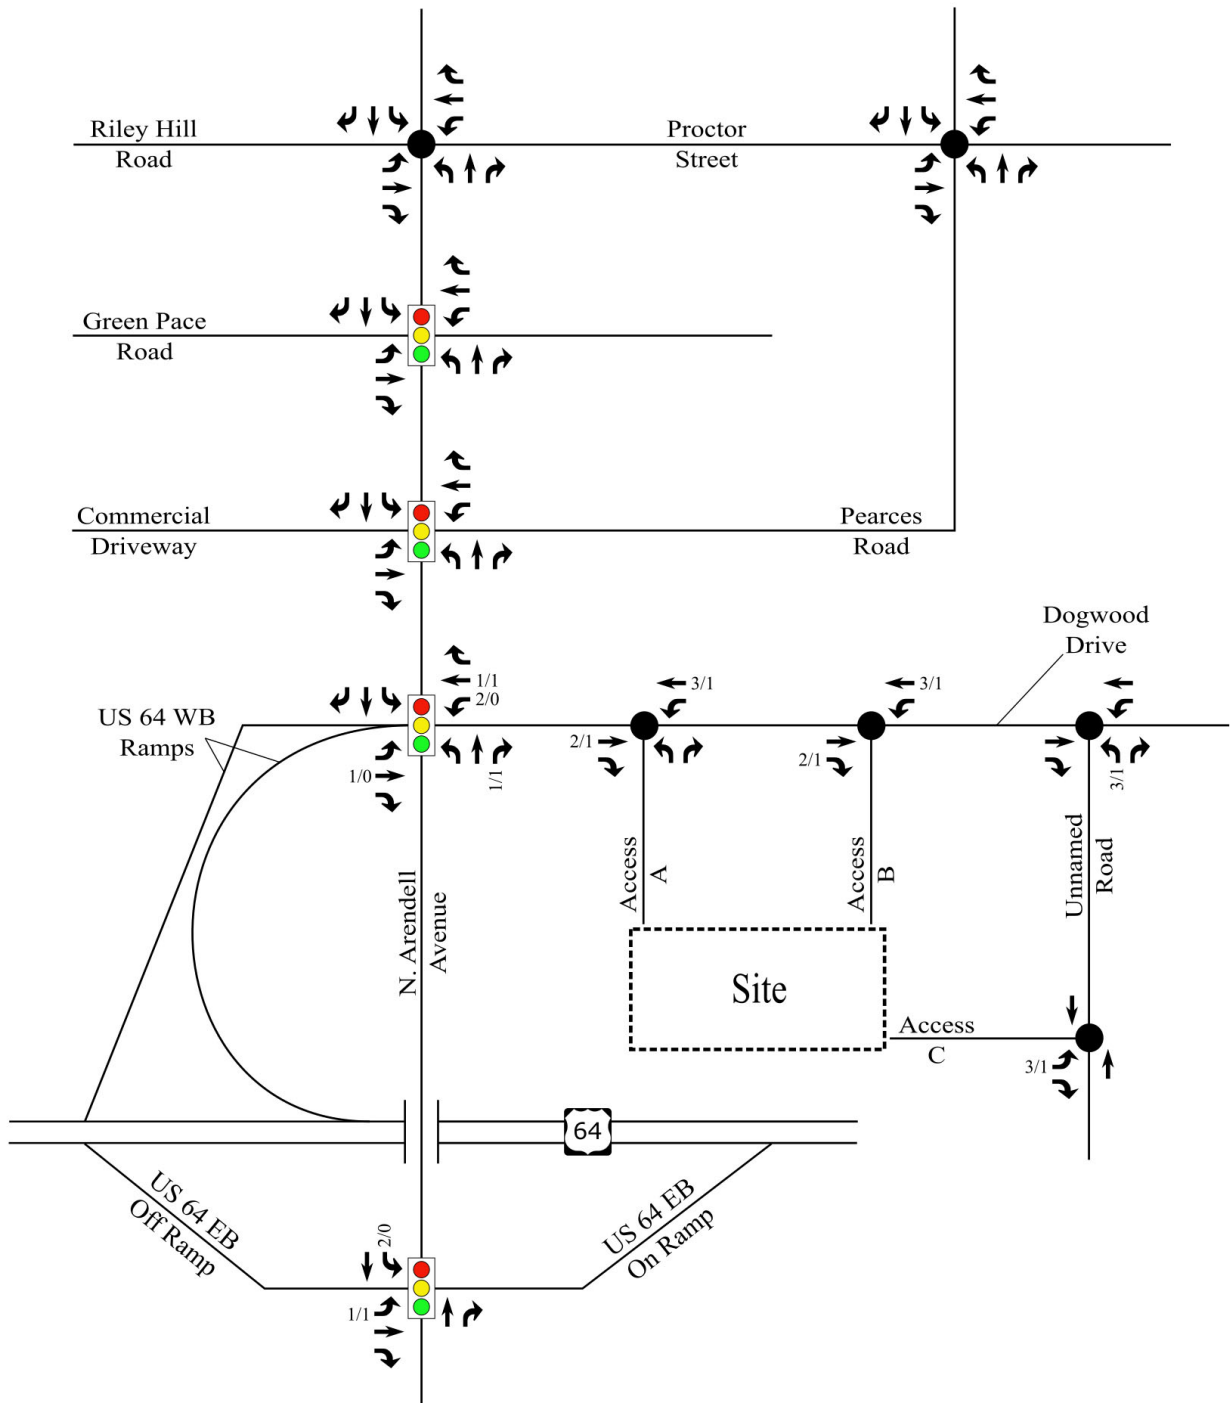 Riley Hill
Road
Proctor
Street
Green Pace
Road
Commercial
Driveway
Pearces
Road
Dogwood
Drive
US 64 WB
Ramps
1/1
2/0
1/0
1/1
3/1
2/1
3/1
2/1
3/1
N. Arendell
Avenue
Access
A
Access
B
Unnamed
Road
Site
Access
C
3/1
64
US 64 EB
Off Ramp
US 64 EB
On Ramp
2/0
1/1